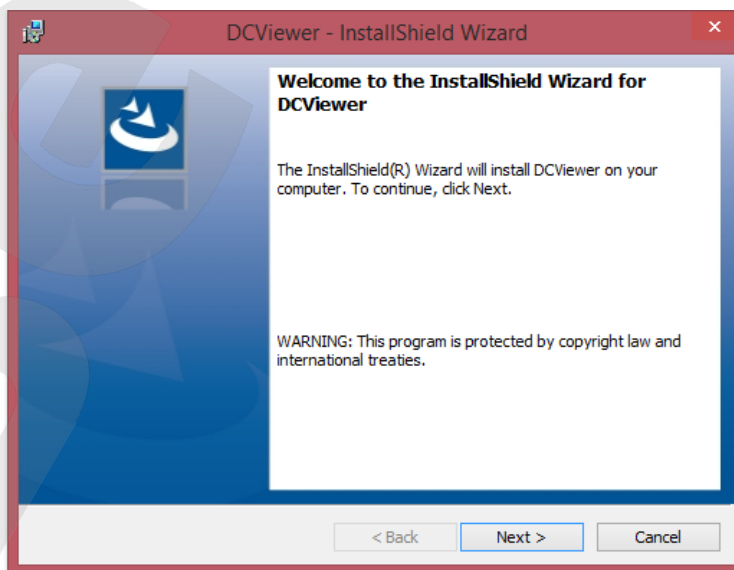 DCViewer - InstallShield Wizard
Welcome to the InstallShield Wizard for
DCViewer
The InstallShield(R) Wizard will install DCViewer on your
computer. To continue, click Next.
WARNING: This program is protected by copyright law and
international treaties.
< Back Next > Cancel